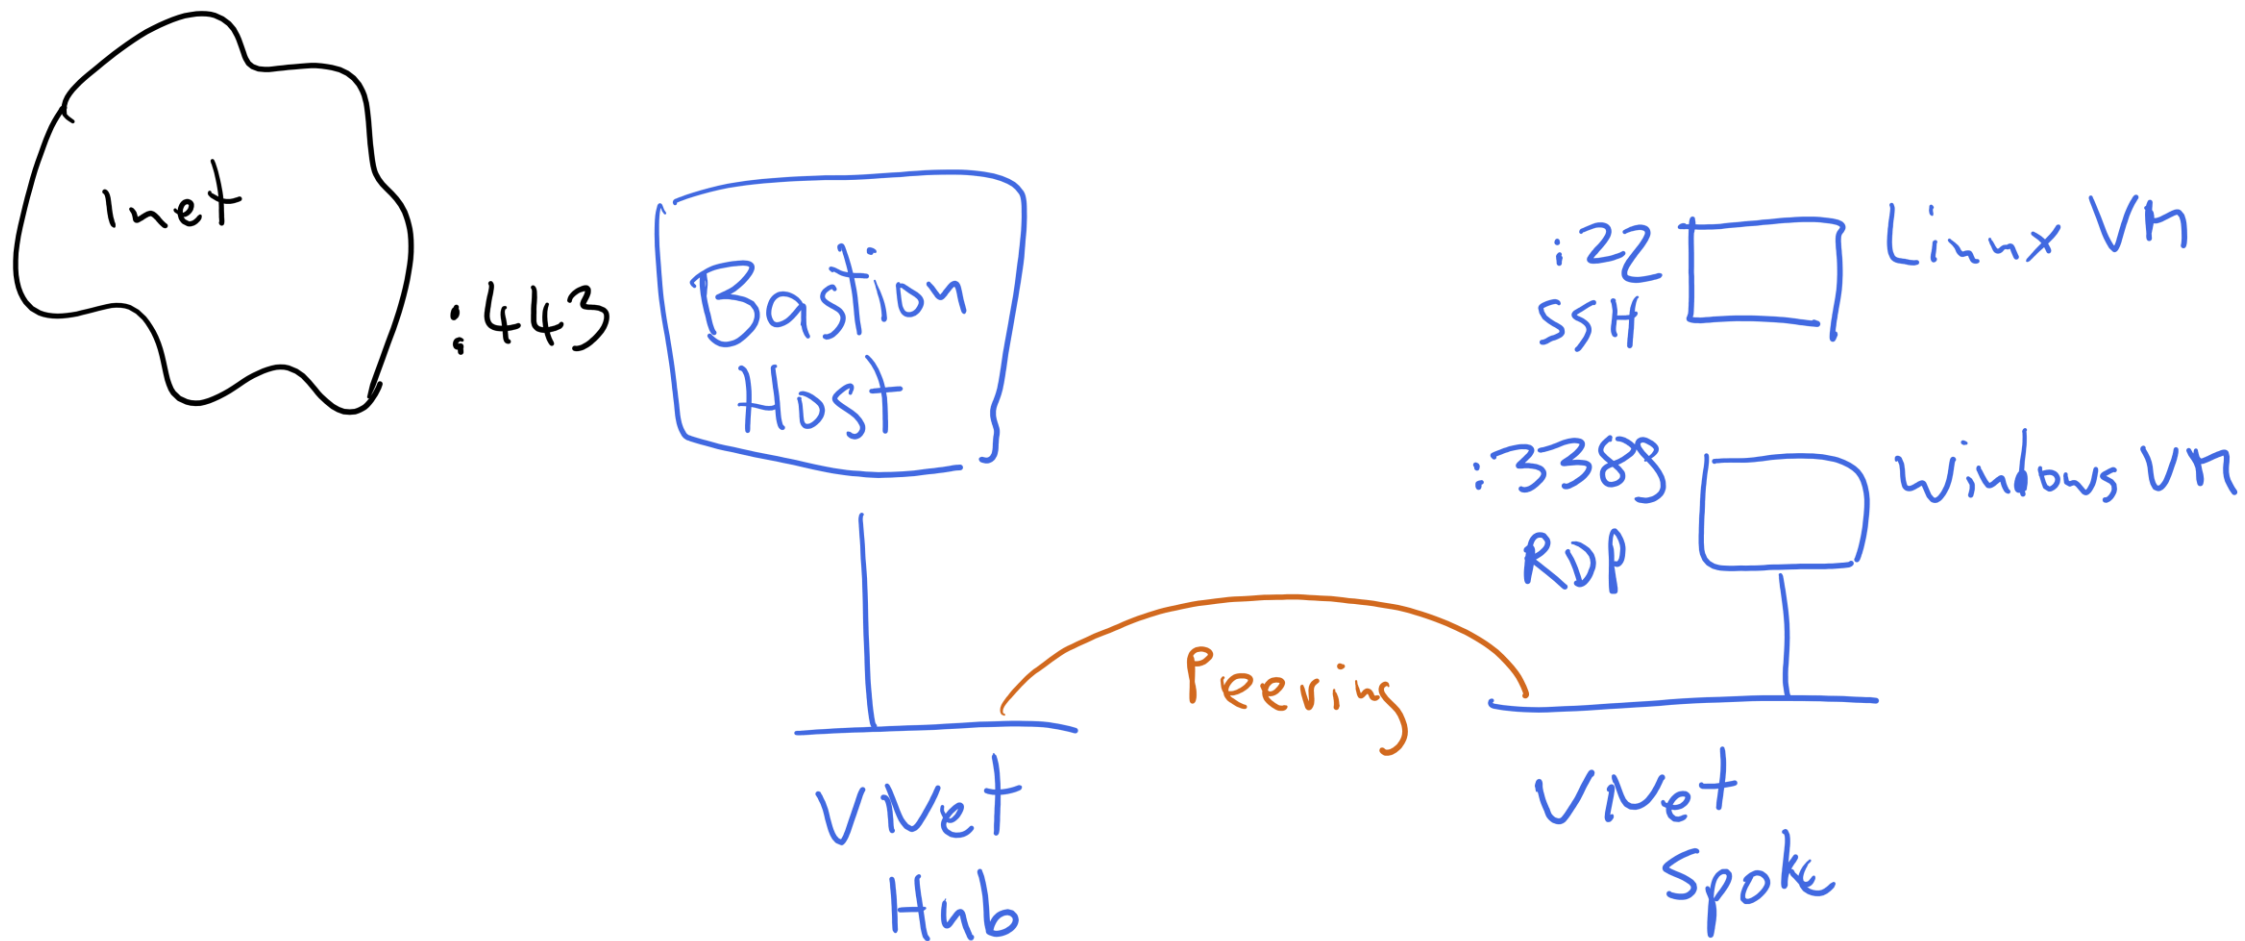 Inet
:443
Bastion
Host
:22
SSH
Linux VM
:3389
RDP
Windows VM
Peering
VNet
Hub
VNet
Spoke